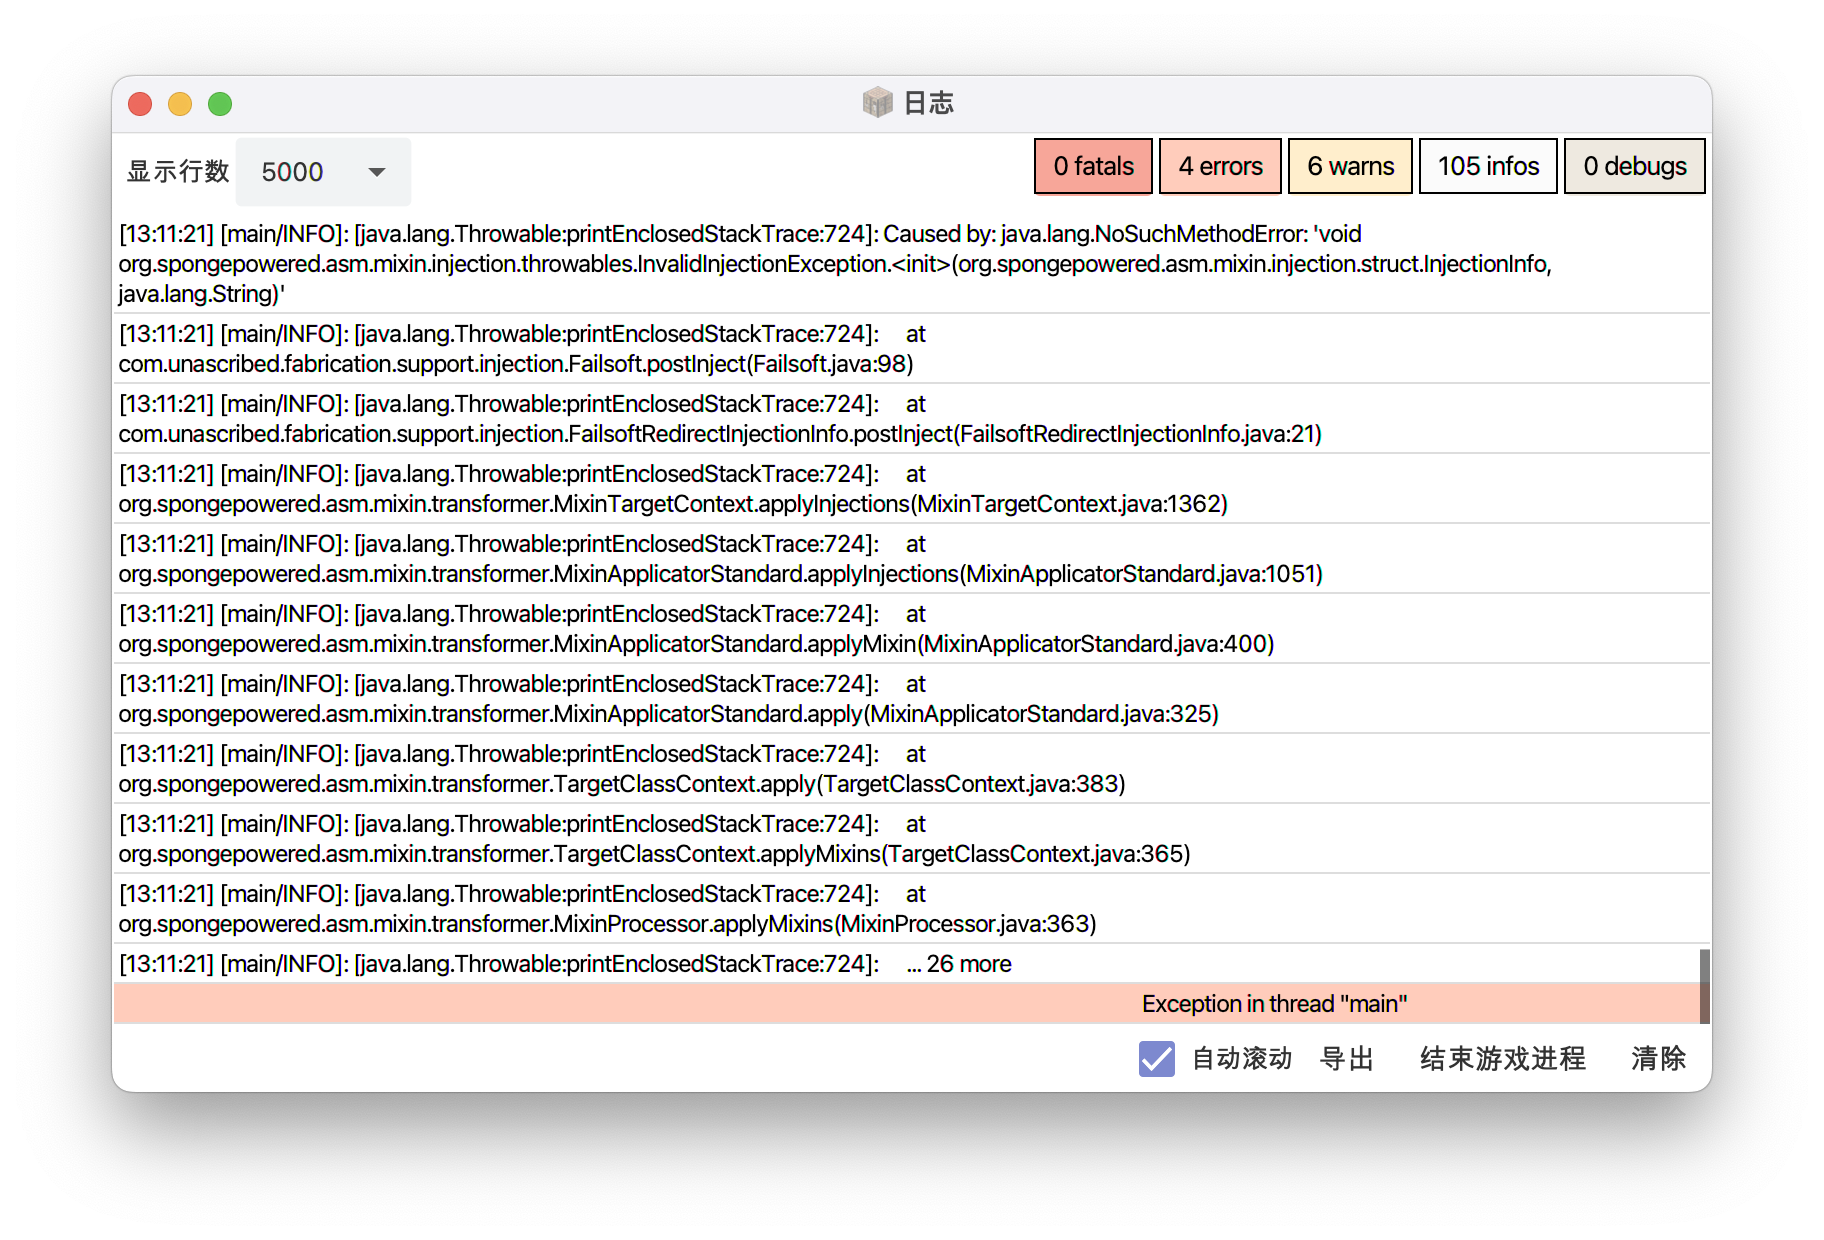 日志
显示行数 5000 0 fatals 4 errors 6 warns 105 infos 0 debugs
[13:11:21] [main/INFO]: [java.lang.Throwable:printEnclosedStackTrace:724]: Caused by: java.lang.NoSuchMethodError: 'void
org.spongepowered.asm.mixin.injection.throwables.InvalidInjectionException.<init>(org.spongepowered.asm.mixin.injection.struct.InjectionInfo,
java.lang.String)'
[13:11:21] [main/INFO]: [java.lang.Throwable:printEnclosedStackTrace:724]: at
com.unascribed.fabrication.support.injection.Failsoft.postInject(Failsoft.java:98)
[13:11:21] [main/INFO]: [java.lang.Throwable:printEnclosedStackTrace:724]: at
com.unascribed.fabrication.support.injection.FailsoftRedirectInjectionInfo.postInject(FailsoftRedirectInjectionInfo.java:21)
[13:11:21] [main/INFO]: [java.lang.Throwable:printEnclosedStackTrace:724]: at
org.spongepowered.asm.mixin.transformer.MixinTargetContext.applyInjections(MixinTargetContext.java:1362)
[13:11:21] [main/INFO]: [java.lang.Throwable:printEnclosedStackTrace:724]: at
org.spongepowered.asm.mixin.transformer.MixinApplicatorStandard.applyInjections(MixinApplicatorStandard.java:1051)
[13:11:21] [main/INFO]: [java.lang.Throwable:printEnclosedStackTrace:724]: at
org.spongepowered.asm.mixin.transformer.MixinApplicatorStandard.applyMixin(MixinApplicatorStandard.java:400)
[13:11:21] [main/INFO]: [java.lang.Throwable:printEnclosedStackTrace:724]: at
org.spongepowered.asm.mixin.transformer.MixinApplicatorStandard.apply(MixinApplicatorStandard.java:325)
[13:11:21] [main/INFO]: [java.lang.Throwable:printEnclosedStackTrace:724]: at
org.spongepowered.asm.mixin.transformer.TargetClassContext.apply(TargetClassContext.java:383)
[13:11:21] [main/INFO]: [java.lang.Throwable:printEnclosedStackTrace:724]: at
org.spongepowered.asm.mixin.transformer.TargetClassContext.applyMixins(TargetClassContext.java:365)
[13:11:21] [main/INFO]: [java.lang.Throwable:printEnclosedStackTrace:724]: at
org.spongepowered.asm.mixin.transformer.MixinProcessor.applyMixins(MixinProcessor.java:363)
[13:11:21] [main/INFO]: [java.lang.Throwable:printEnclosedStackTrace:724]: ... 26 more
Exception in thread "main"
自动滚动 导出 结束游戏进程 清除